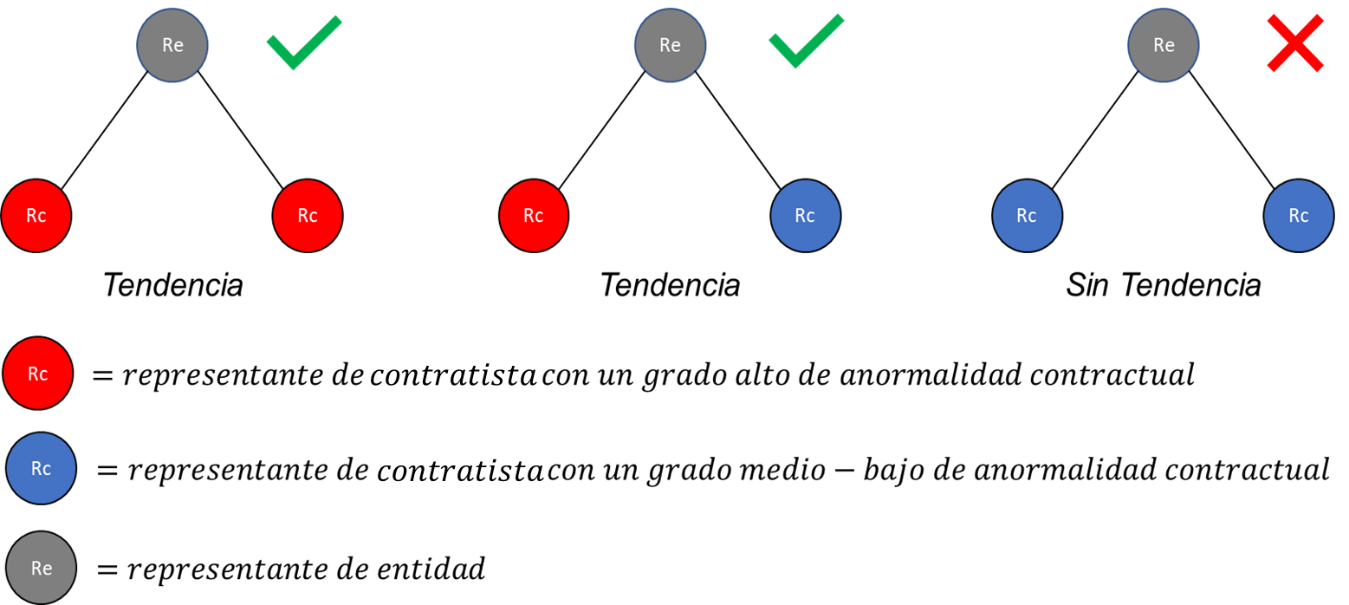 Re Re Re
Rc Rc Rc Rc Rc Rc
Tendencia Tendencia Sin Tendencia
Rc = representante de contratista con un grado alto de anormalidad contractual
Rc = representante de contratista con un grado medio − bajo de anormalidad contractual
Re = representante de entidad